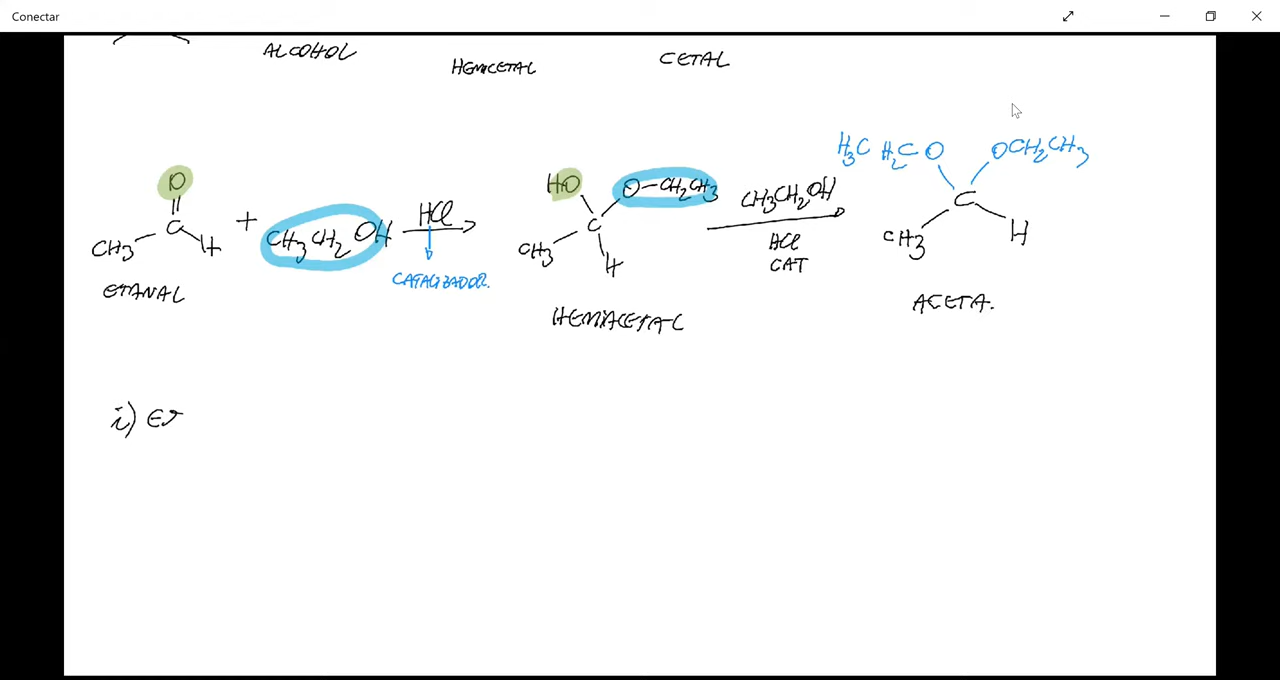 Conectar
ALCOHOL
HEMICETAL
CETAL
O
CH3 C H
ETANAL
+
CH3CH2OH
HCl
CATALIZADOR.
HO O-CH2CH3
C
CH3 H
HEMIACETAL
CH3CH2OH
HCl
CAT
H3C H2C O OCH2CH3
C
CH3 H
ACETA.
i)